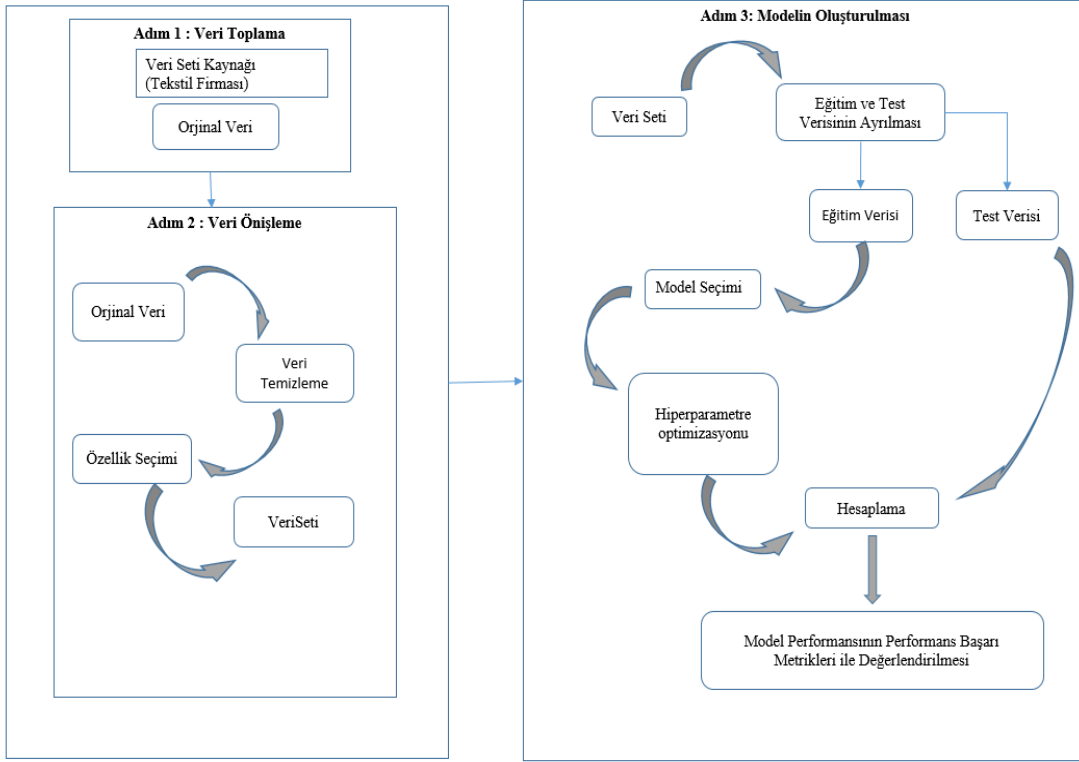 Adım 1 : Veri Toplama
Veri Seti Kaynağı
(Tekstil Firması)
Orjinal Veri
Adım 2 : Veri Önişleme
Orjinal Veri
Veri
Temizleme
Özellik Seçimi
VeriSeti
Adım 3: Modelin Oluşturulması
Veri Seti
Eğitim ve Test
Verisinin Ayrılması
Eğitim Verisi
Test Verisi
Model Seçimi
Hiperparametre
optimizasyonu
Hesaplama
Model Performansının Performans Başarı
Metrikleri ile Değerlendirilmesi